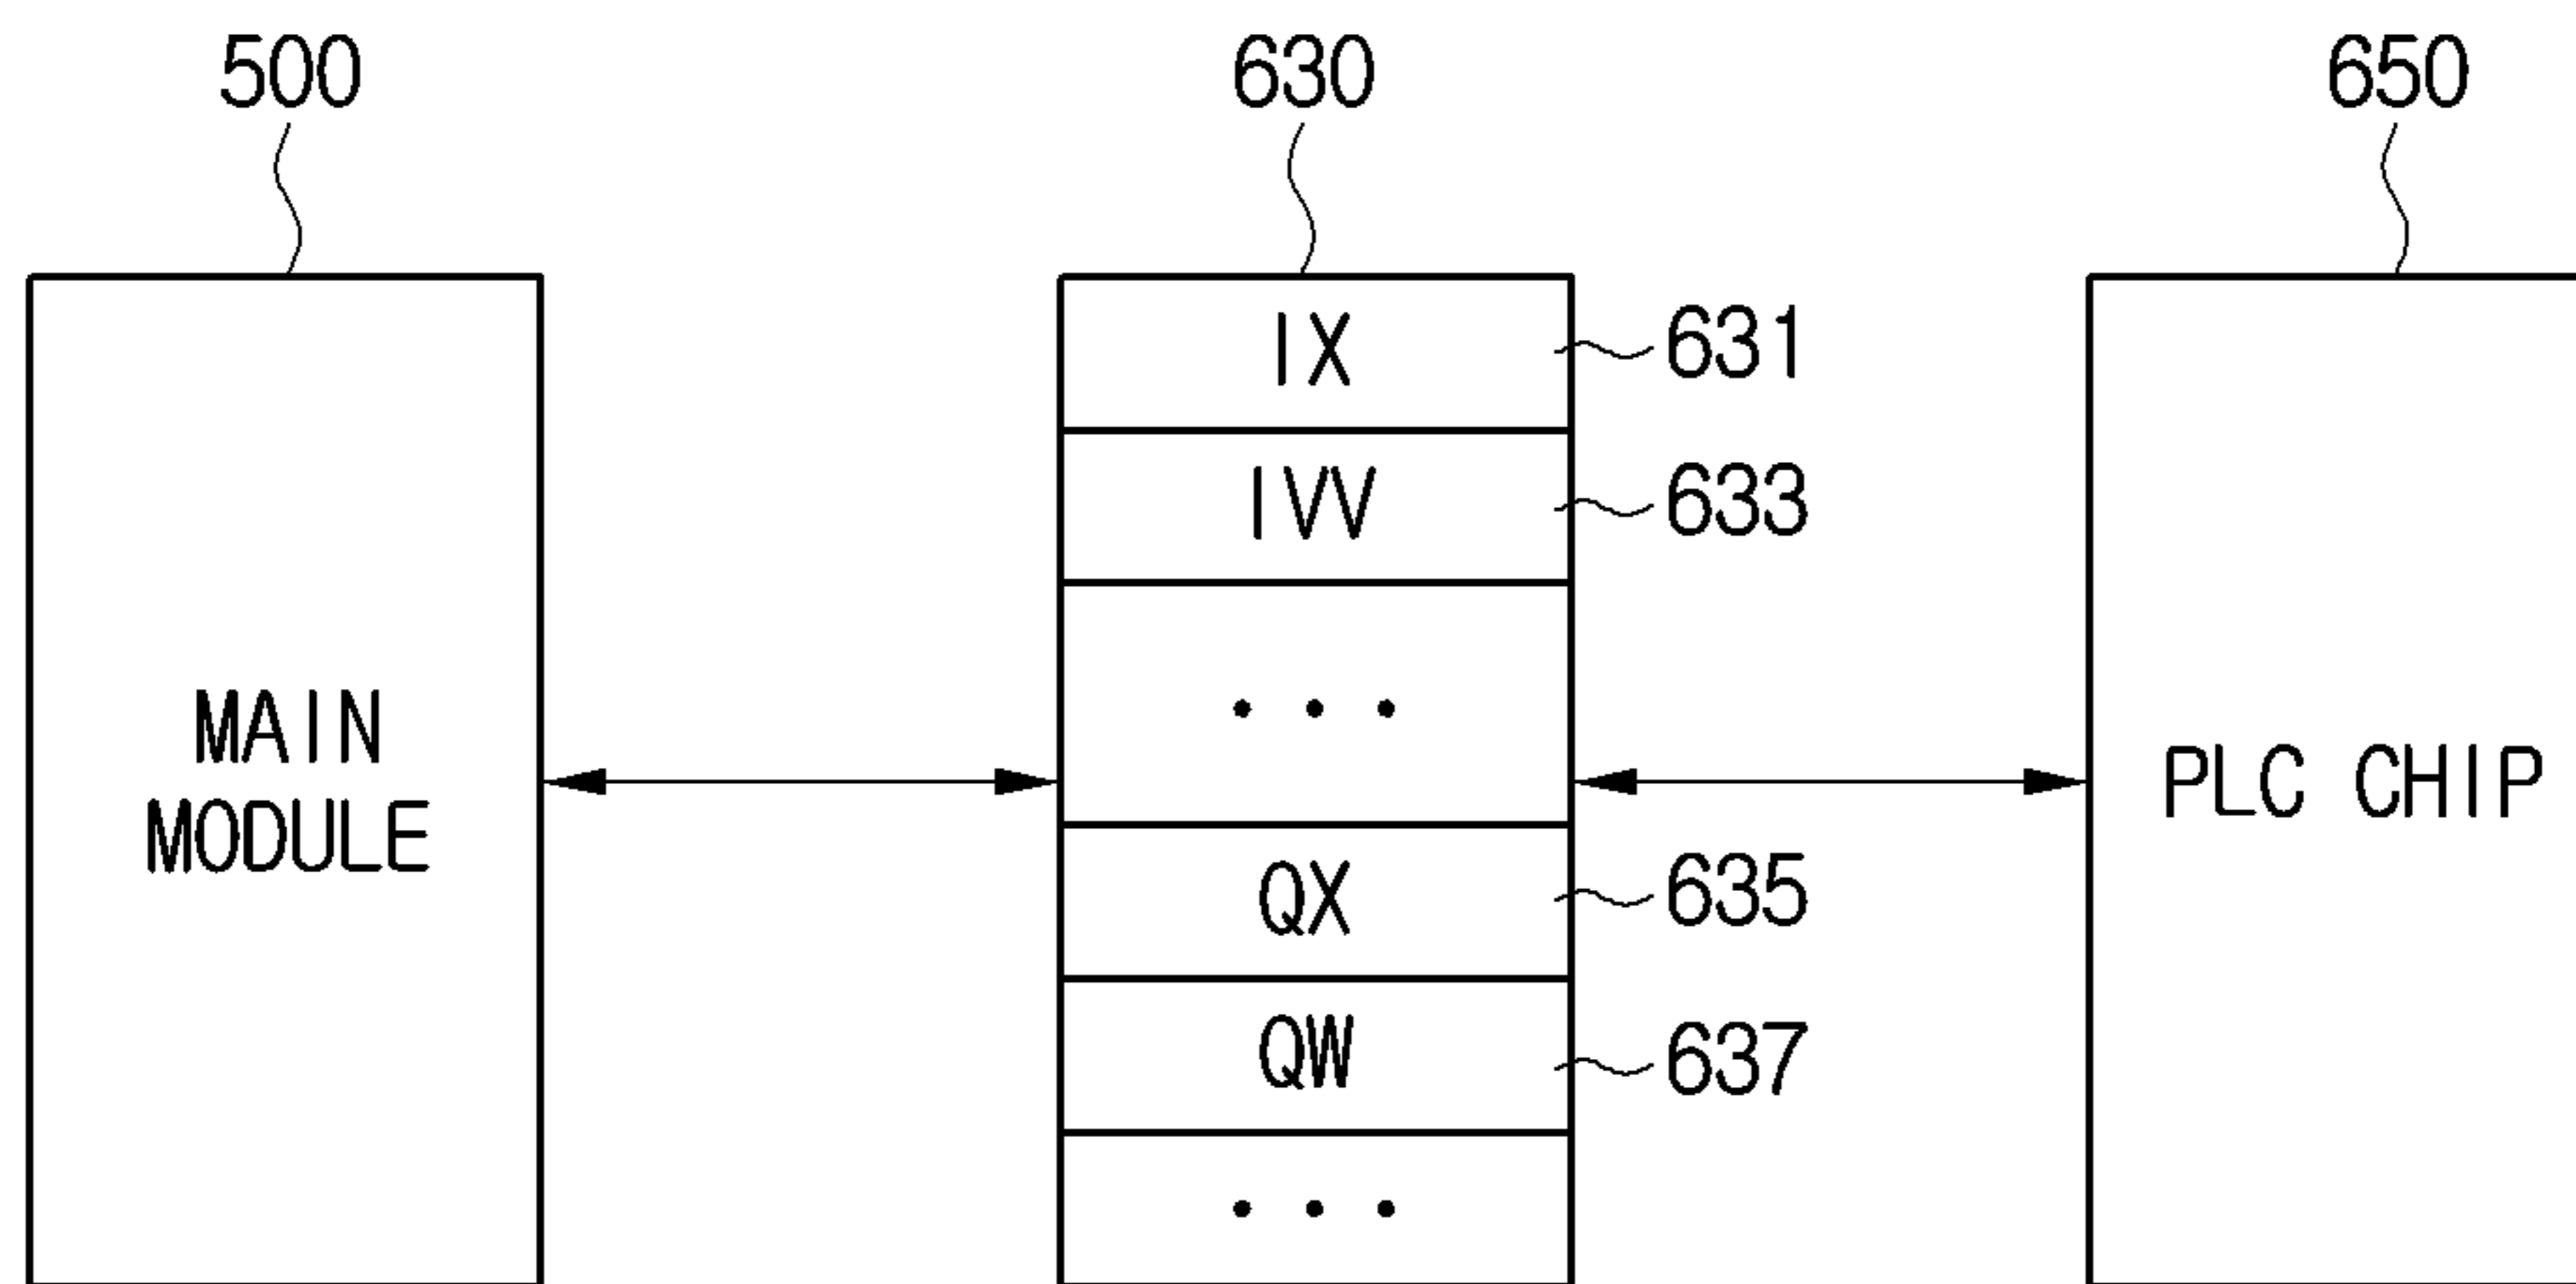 500
630
650
IX
631
IW
633
. . .
MAIN
MODULE
PLC CHIP
QX
635
QW
637
. . .